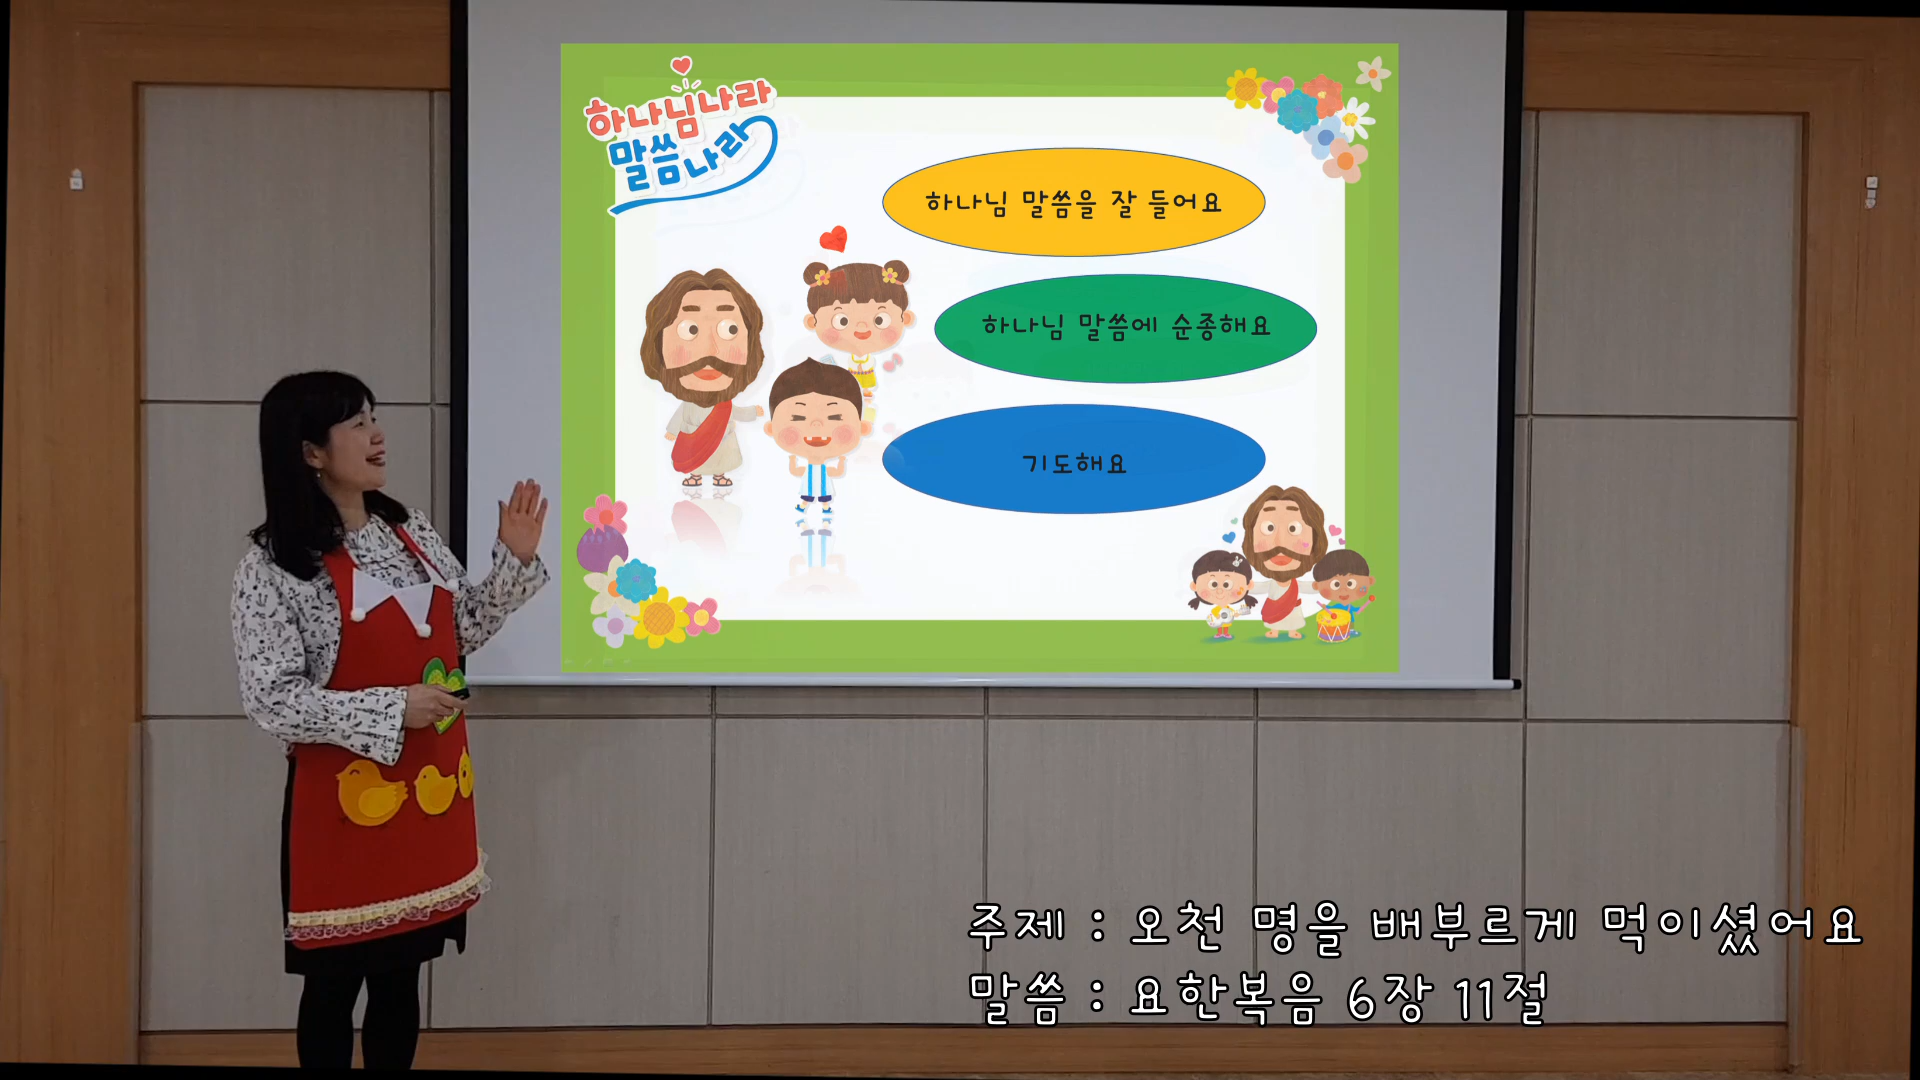 하나님나라
말씀나라
하나님 말씀을 잘 들어요
하나님 말씀에 순종해요
기도해요
주제 : 오천 명을 배부르게 먹이셨어요
말씀 : 요한복음 6장 11절